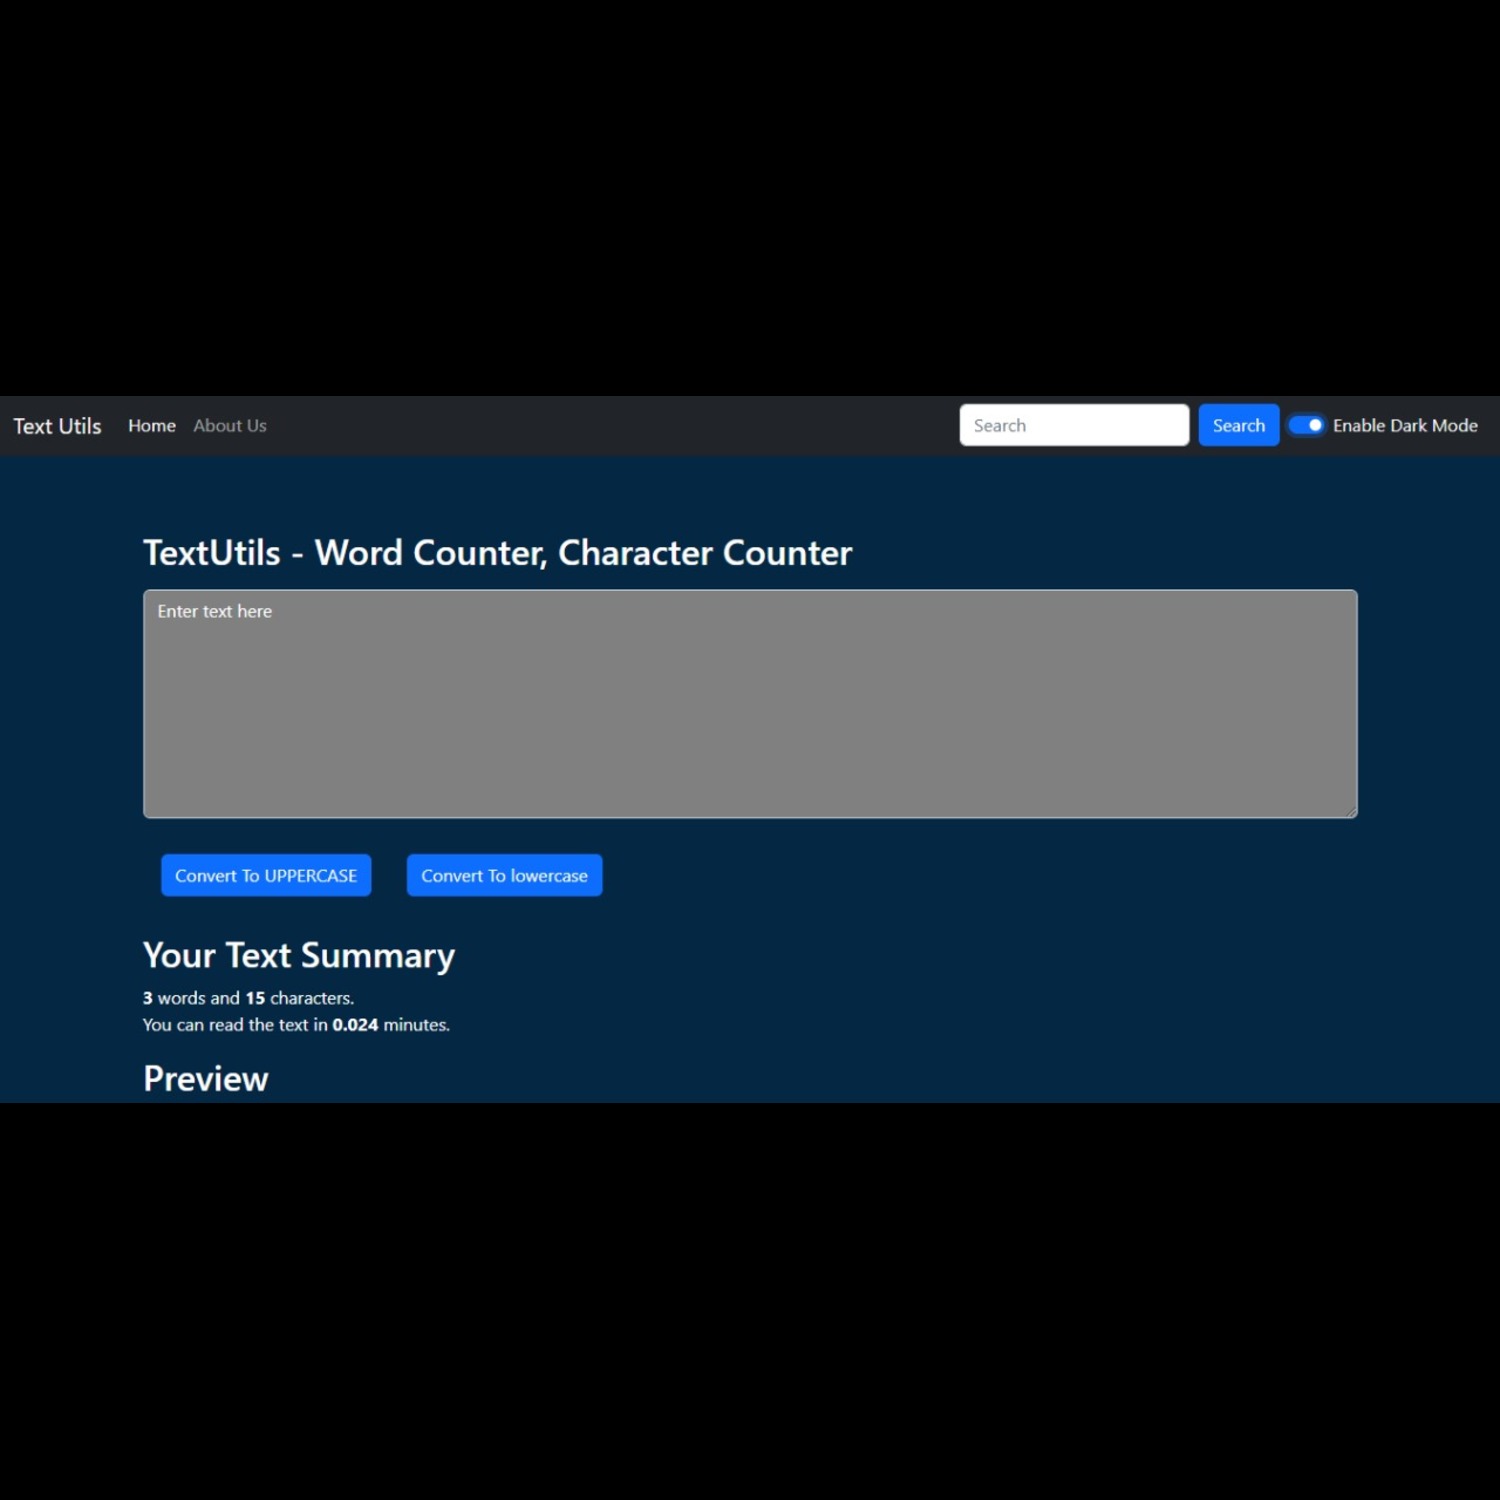 Text Utils Home About Us Search Search Enable Dark Mode
TextUtils - Word Counter, Character Counter
Enter text here
Convert To UPPERCASE Convert To lowercase
Your Text Summary
3 words and 15 characters.
You can read the text in 0.024 minutes.
Preview